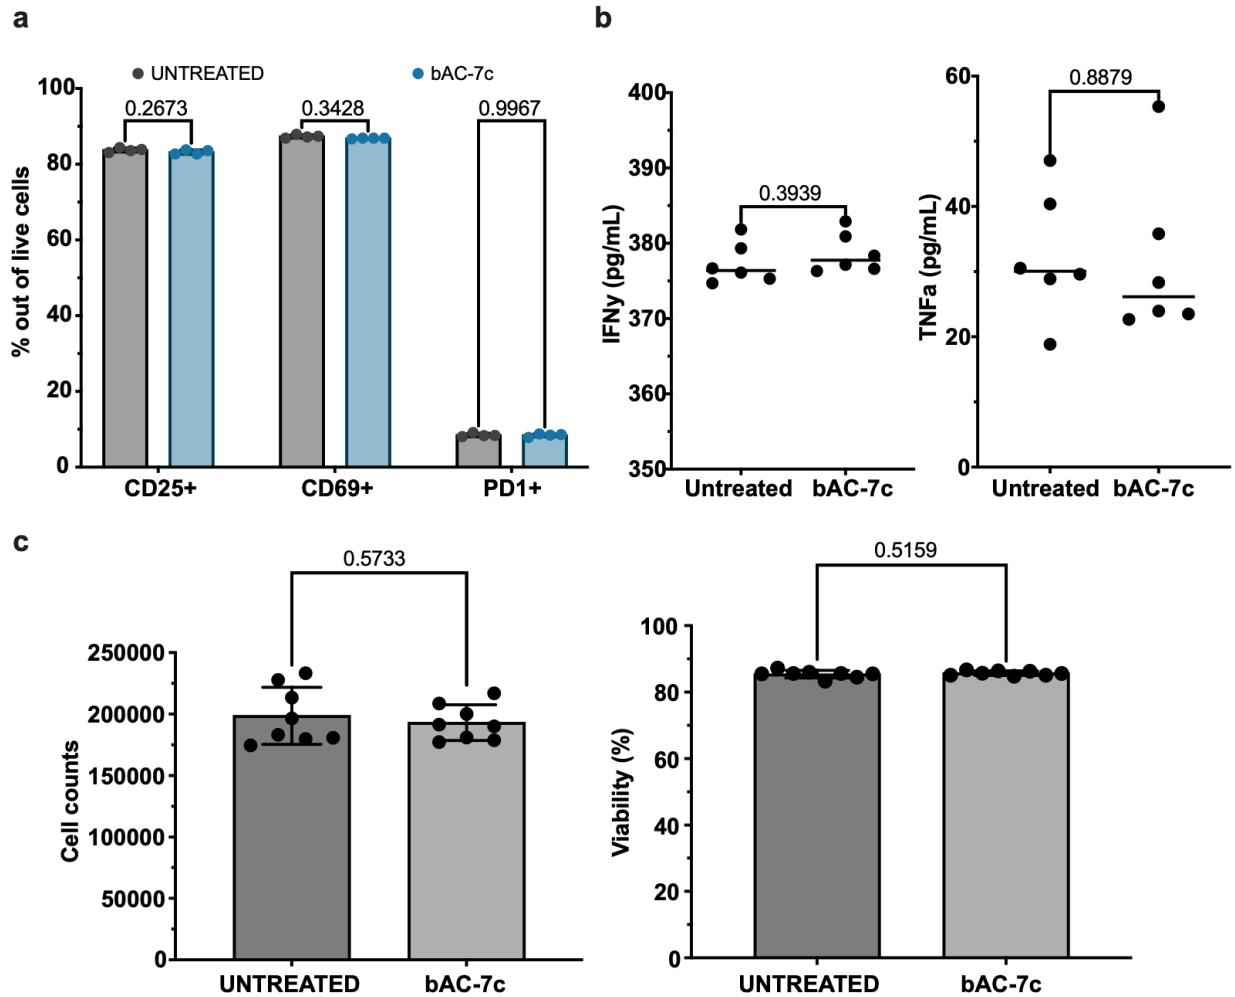 a
UNTREATED
bAC-7c
% out of live cells
100
80
60
40
20
0
0.2673
0.3428
0.9967
CD25+
CD69+
PD1+
b
IFNy (pg/mL)
400
390
380
370
360
350
0.3939
Untreated
bAC-7c
TNFa (pg/mL)
60
40
20
0
0.8879
Untreated
bAC-7c
c
Cell counts
250000
200000
150000
100000
50000
0
0.5733
UNTREATED
bAC-7c
Viability (%)
100
80
60
40
20
0
0.5159
UNTREATED
bAC-7c